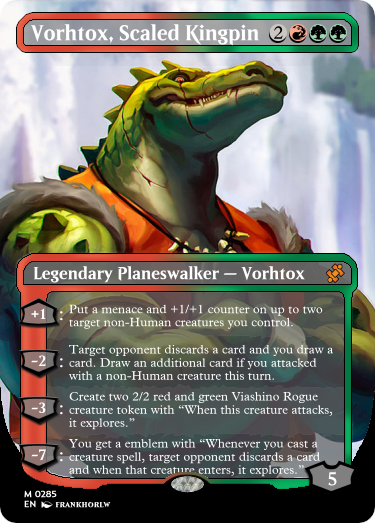 Vorhtox, Scaled Kingpin 2
Legendary Planeswalker — Vorhtox
+1 : Put a menace and +1/+1 counter on up to two
target non-Human creatures you control.
-2 : Target opponent discards a card and you draw a
card. Draw an additional card if you attacked
with a non-Human creature this turn.
-3 : Create two 2/2 red and green Viashino Rogue
creature token with “When this creature attacks,
it explores.”
-7 : You get a emblem with “Whenever you cast a
creature spell, target opponent discards a card
and when that creature enters, it explores.”
5
M 0285
EN FRANKHORLW